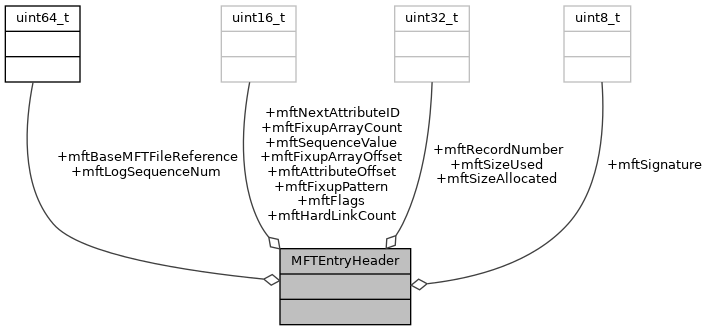 uint64_t
uint16_t
uint32_t
uint8_t
+mftBaseMFTFileReference
+mftLogSequenceNum
+mftNextAttributeID
+mftFixupArrayCount
+mftSequenceValue
+mftFixupArrayOffset
+mftAttributeOffset
+mftFixupPattern
+mftFlags
+mftHardLinkCount
+mftRecordNumber
+mftSizeUsed
+mftSizeAllocated
+mftSignature
MFTEntryHeader